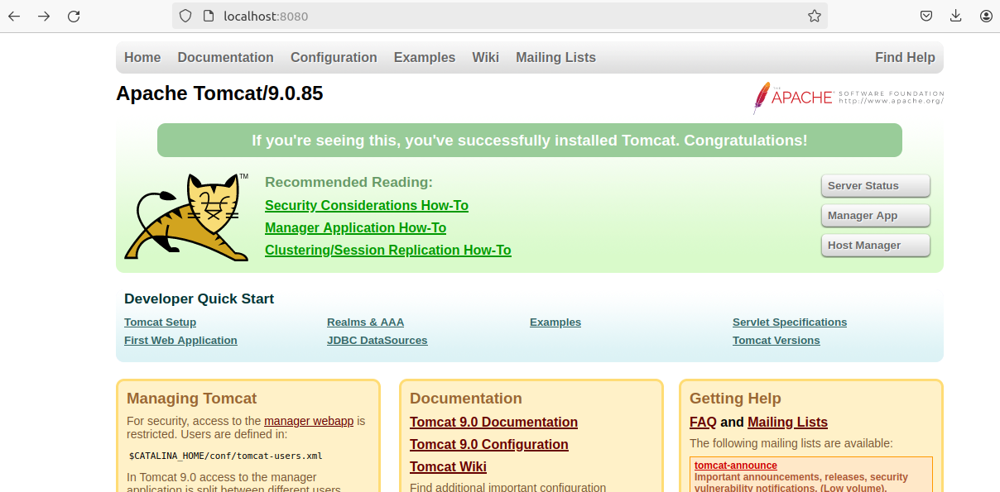 localhost:8080
Home Documentation Configuration Examples Wiki Mailing Lists Find Help
Apache Tomcat/9.0.85
THE APACHE SOFTWARE FOUNDATION
http://www.apache.org/
If you're seeing this, you've successfully installed Tomcat. Congratulations!
TM
Recommended Reading:
Security Considerations How-To
Manager Application How-To
Clustering/Session Replication How-To
Server Status
Manager App
Host Manager
Developer Quick Start
Tomcat Setup
First Web Application
Realms & AAA
JDBC DataSources
Examples
Servlet Specifications
Tomcat Versions
Managing Tomcat
For security, access to the manager webapp is
restricted. Users are defined in:
$CATALINA_HOME/conf/tomcat-users.xml
In Tomcat 9.0 access to the manager
application is split between different users.
Documentation
Tomcat 9.0 Documentation
Tomcat 9.0 Configuration
Tomcat Wiki
Find additional important configuration
Getting Help
FAQ and Mailing Lists
The following mailing lists are available:
tomcat-announce
Important announcements, releases, security
vulnerability notifications. (Low volume).